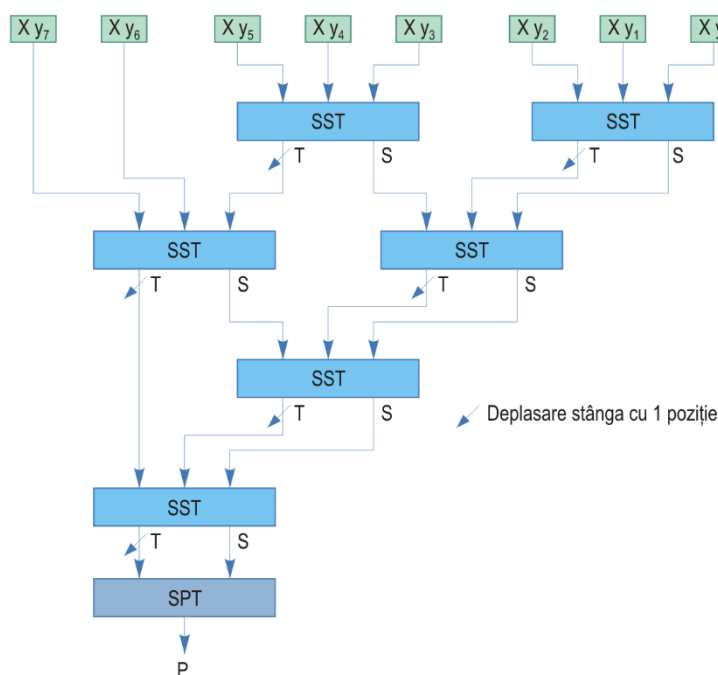 X y₇ X y₆ X y₅ X y₄ X y₃ X y₂ X y₁ X y
SST SST
T S T S
SST SST
T S T S
SST
T S
Deplasare stânga cu 1 poziție
SST
T S
SPT
P